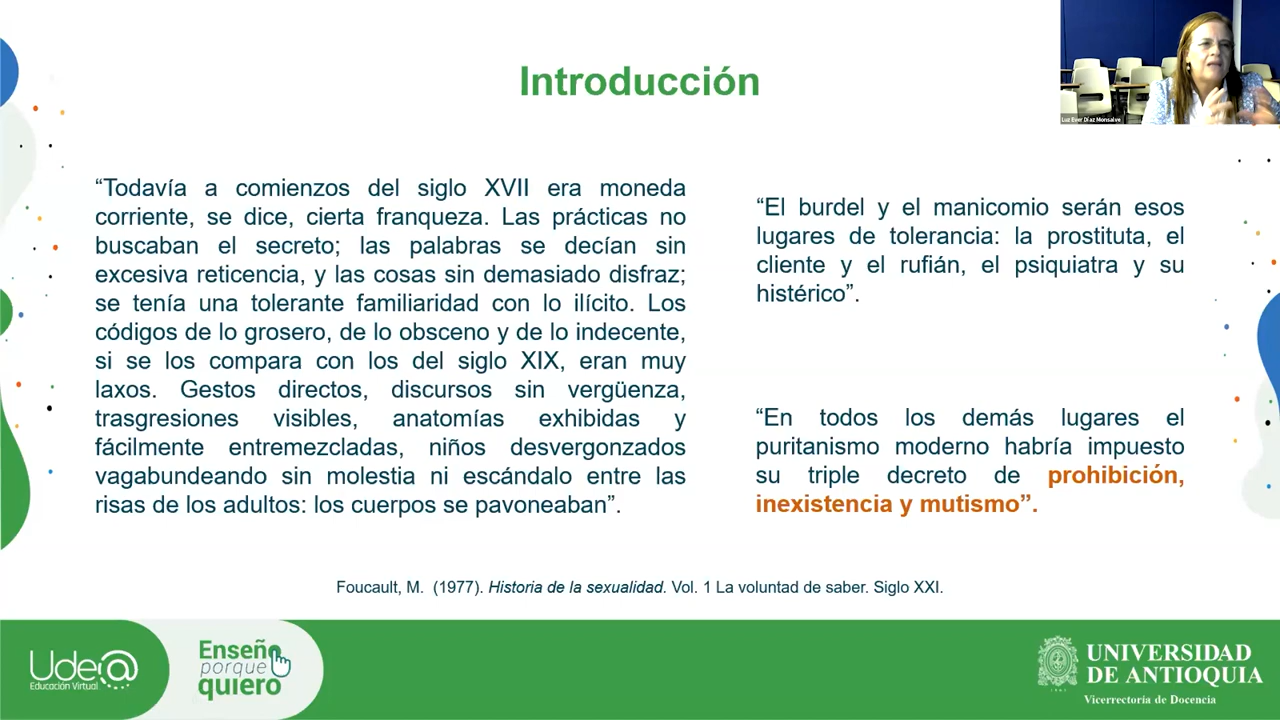 Introducción
Luz Ever Díaz Monsalve
“Todavía a comienzos del siglo XVII era moneda
corriente, se dice, cierta franqueza. Las prácticas no
buscaban el secreto; las palabras se decían sin
excesiva reticencia, y las cosas sin demasiado disfraz;
se tenía una tolerante familiaridad con lo ilícito. Los
códigos de lo grosero, de lo obsceno y de lo indecente,
si se los compara con los del siglo XIX, eran muy
laxos. Gestos directos, discursos sin vergüenza,
trasgresiones visibles, anatomías exhibidas y
fácilmente entremezcladas, niños desvergonzados
vagabundeando sin molestia ni escándalo entre las
risas de los adultos: los cuerpos se pavoneaban”.
“El burdel y el manicomio serán esos
lugares de tolerancia: la prostituta, el
cliente y el rufián, el psiquiatra y su
histérico”.
“En todos los demás lugares el
puritanismo moderno habría impuesto
su triple decreto de prohibición,
inexistencia y mutismo”.
Foucault, M. (1977). Historia de la sexualidad. Vol. 1 La voluntad de saber. Siglo XXI.
Ude@
Educación Virtual
Enseño
porque
quiero
UNIVERSIDAD
DE ANTIOQUIA
Vicerrectoría de Docencia
1803